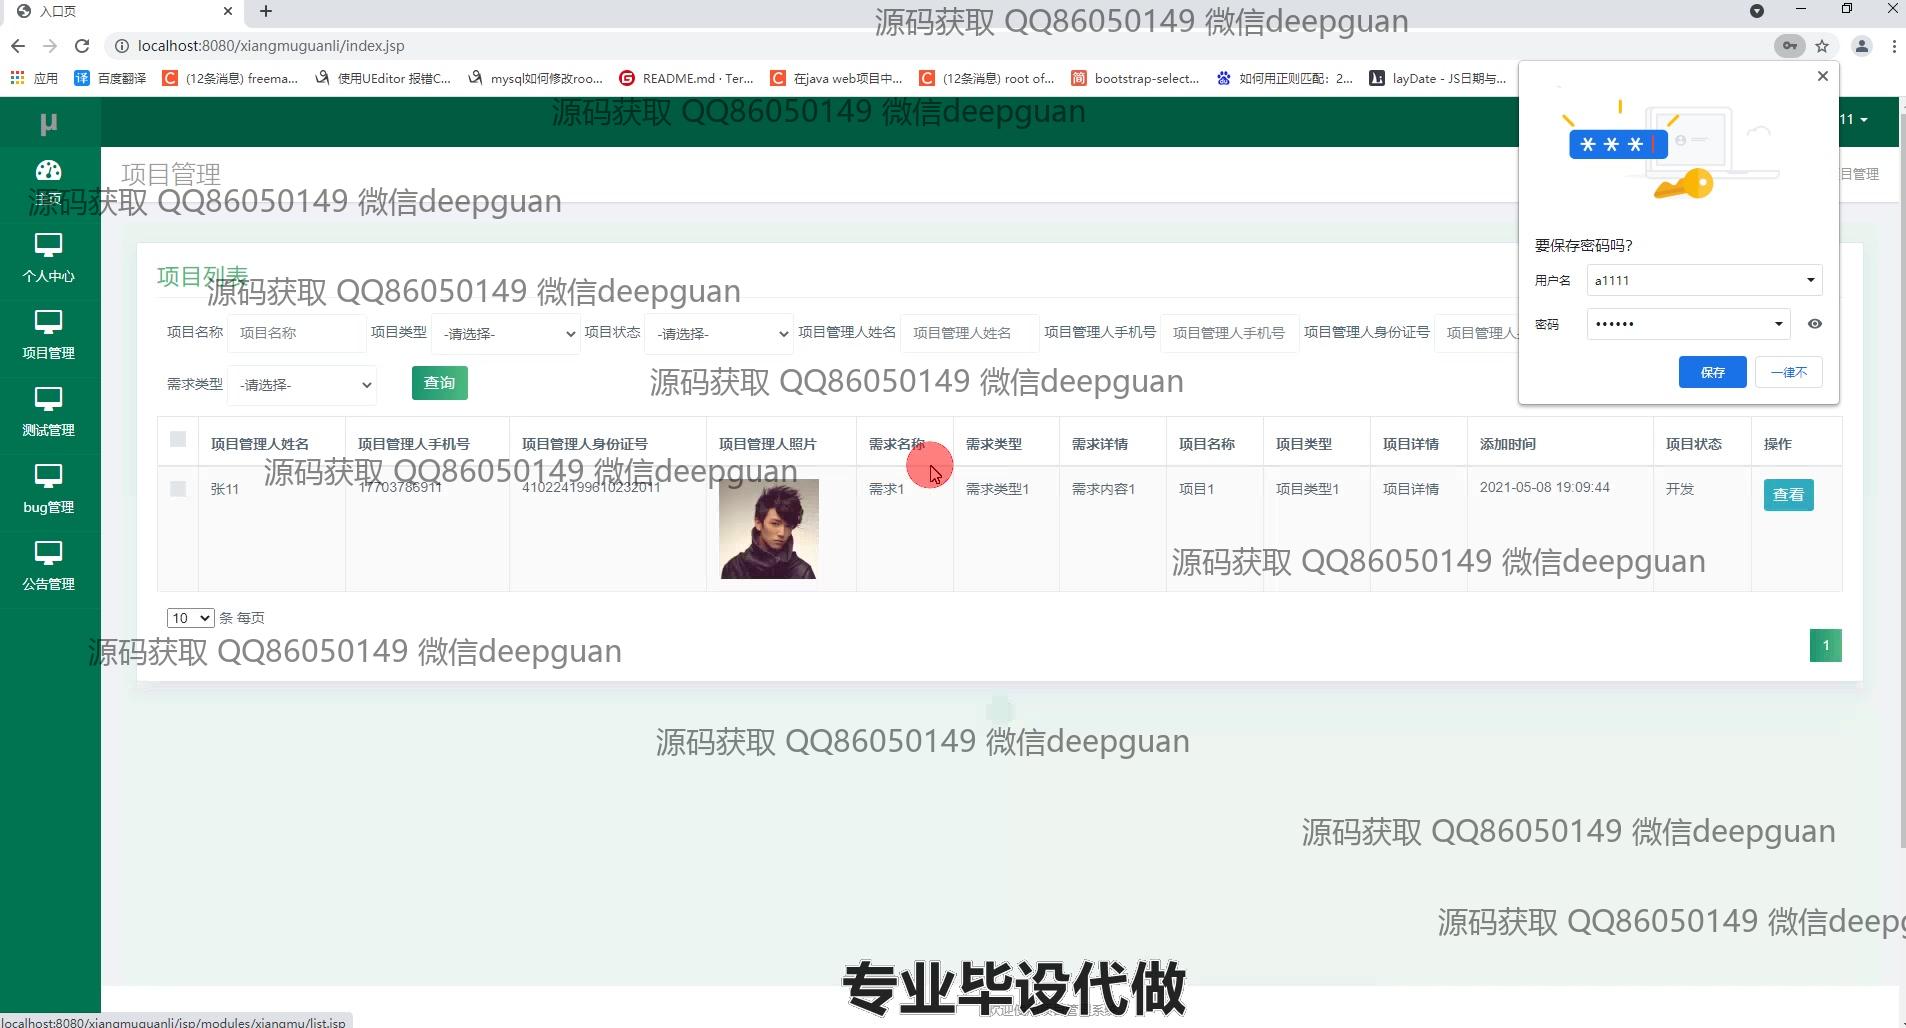 入口页
源码获取 QQ86050149 微信deepguan
localhost:8080/xiangmuguanli/index.jsp
应用
百度翻译
(12条消息) freema...
使用UEditor 报错C...
mysql如何修改roo...
README.md · Ter...
在java web项目中...
(12条消息) root of...
bootstrap-select...
如何用正则匹配：2...
layDate - JS日期与...
源码获取 QQ86050149 微信deepguan
μ
11
主页
个人中心
项目管理
测试管理
bug管理
公告管理
项目管理
目管理
源码获取 QQ86050149 微信deepguan
要保存密码吗?
用户名 a1111
密码 ••••••
保存 一律不
项目列表
源码获取 QQ86050149 微信deepguan
项目名称 项目名称 项目类型 -请选择- 项目状态 -请选择- 项目管理人姓名 项目管理人姓名 项目管理人手机号 项目管理人手机号 项目管理人身份证号 项目管理人
需求类型 -请选择- 查询
源码获取 QQ86050149 微信deepguan
项目管理人姓名 项目管理人手机号 项目管理人身份证号 项目管理人照片 需求名称 需求类型 需求详情 项目名称 项目类型 项目详情 添加时间 项目状态 操作
源码获取 QQ86050149 微信deepguan
张11 17703786911 410224199610232011 需求1 需求类型1 需求内容1 项目1 项目类型1 项目详情 2021-05-08 19:09:44 开发 查看
源码获取 QQ86050149 微信deepguan
10 条 每页
源码获取 QQ86050149 微信deepguan
1
源码获取 QQ86050149 微信deepguan
源码获取 QQ86050149 微信deepguan
源码获取 QQ86050149 微信deepg
专业毕设代做
localhost:8080/xiangmuguanli/jsp/modules/xiangmu/list.jsp